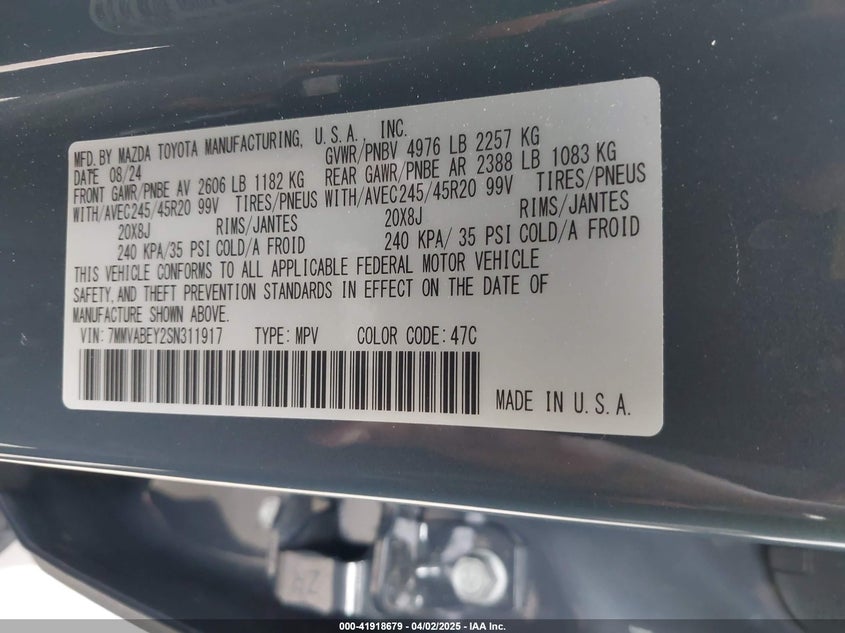 MFD. BY MAZDA TOYOTA MANUFACTURING, U.S.A., INC.
DATE 08/24 GVWR/PNBV 4976 LB 2257 KG
FRONT GAWR/PNBE AV 2606 LB 1182 KG REAR GAWR/PNBE AR 2388 LB 1083 KG
WITH/AVEC245/45R20 99V TIRES/PNEUS WITH/AVEC245/45R20 99V TIRES/PNEUS
20X8J RIMS/JANTES 20X8J RIMS/JANTES
240 KPA/35 PSI COLD/A FROID 240 KPA/ 35 PSI COLD/A FROID
THIS VEHICLE CONFORMS TO ALL APPLICABLE FEDERAL MOTOR VEHICLE
SAFETY, AND THEFT PREVENTION STANDARDS IN EFFECT ON THE DATE OF
MANUFACTURE SHOWN ABOVE.
VIN: 7MMVABEY2SN311917 TYPE: MPV COLOR CODE: 47C
MADE IN U.S.A.
ZR
000-41918679 - 04/02/2025 - IAA Inc.